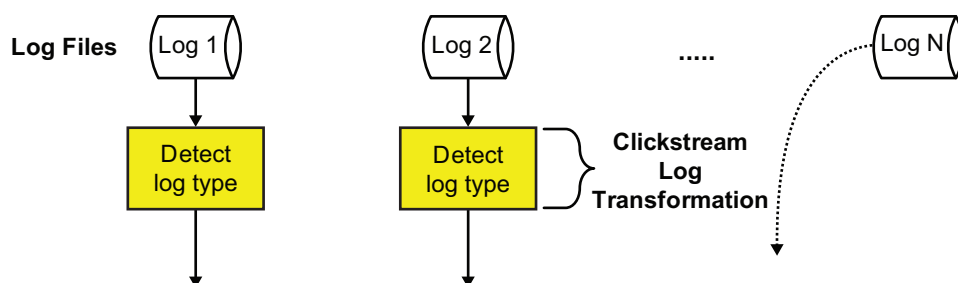 Log Files
Log 1
Log 2
.....
Log N
Detect
log type
Detect
log type
Clickstream
Log
Transformation